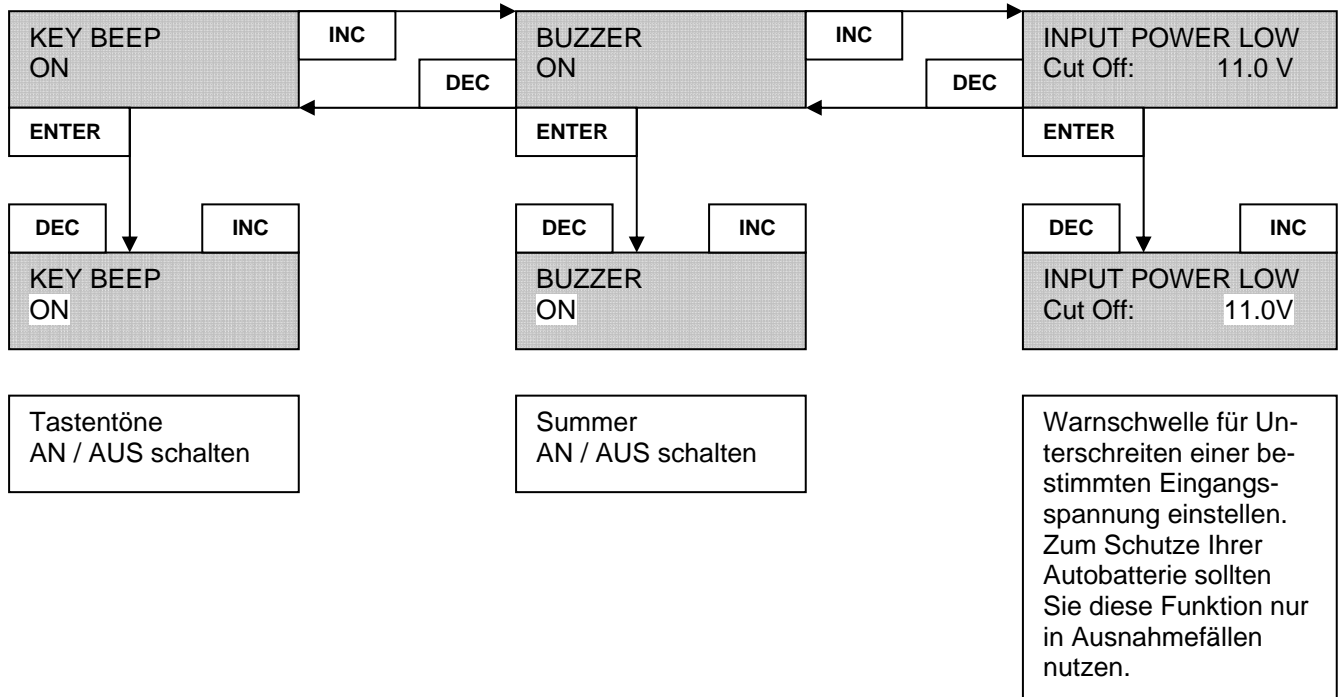 KEY BEEP
ON
INC
DEC
BUZZER
ON
INC
DEC
INPUT POWER LOW
Cut Off: 11.0 V
ENTER
ENTER
ENTER
DEC
INC
DEC
INC
DEC
INC
KEY BEEP
ON
BUZZER
ON
INPUT POWER LOW
Cut Off: 11.0V
Tastentöne
AN / AUS schalten
Summer
AN / AUS schalten
Warnschwelle für Un-
terschreiten einer be-
stimmten Eingangs-
spannung einstellen.
Zum Schutze Ihrer
Autobatterie sollten
Sie diese Funktion nur
in Ausnahmefällen
nutzen.